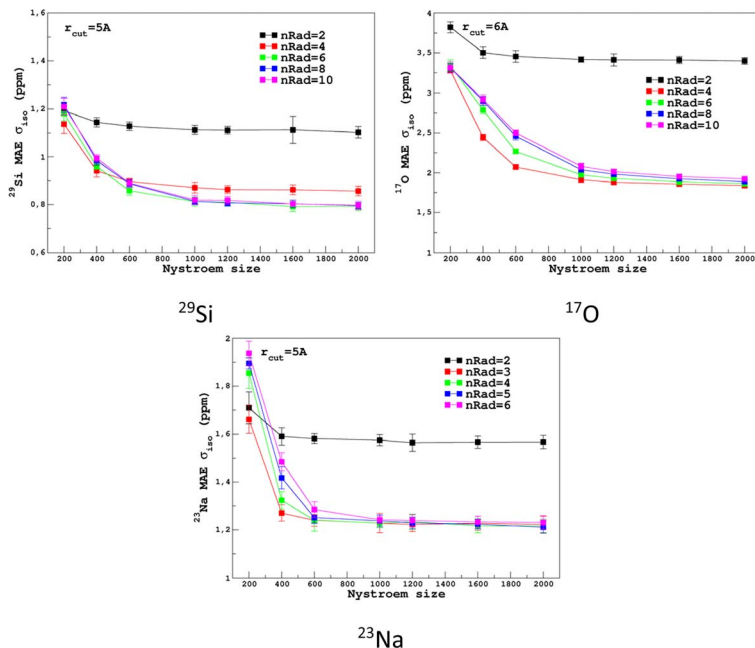 1,6
1,4
1,2
1
0,8
0,6
²⁹Si MAE σiso (ppm)
rcut=5A
nRad=2
nRad=4
nRad=6
nRad=8
nRad=10
200 400 600 800 1000 1200 1400 1600 1800 2000
Nystroem size
²⁹Si
4
3,5
3
2,5
2
1,5
1
¹⁷O MAE σiso (ppm)
rcut=6A
nRad=2
nRad=4
nRad=6
nRad=8
nRad=10
200 400 600 800 1000 1200 1400 1600 1800 2000
Nystroem size
¹⁷O
2
1,8
1,6
1,4
1,2
1
²³Na MAE σiso (ppm)
rcut=5A
nRad=2
nRad=3
nRad=4
nRad=5
nRad=6
200 400 600 800 1000 1200 1400 1600 1800 2000
Nystroem size
²³Na